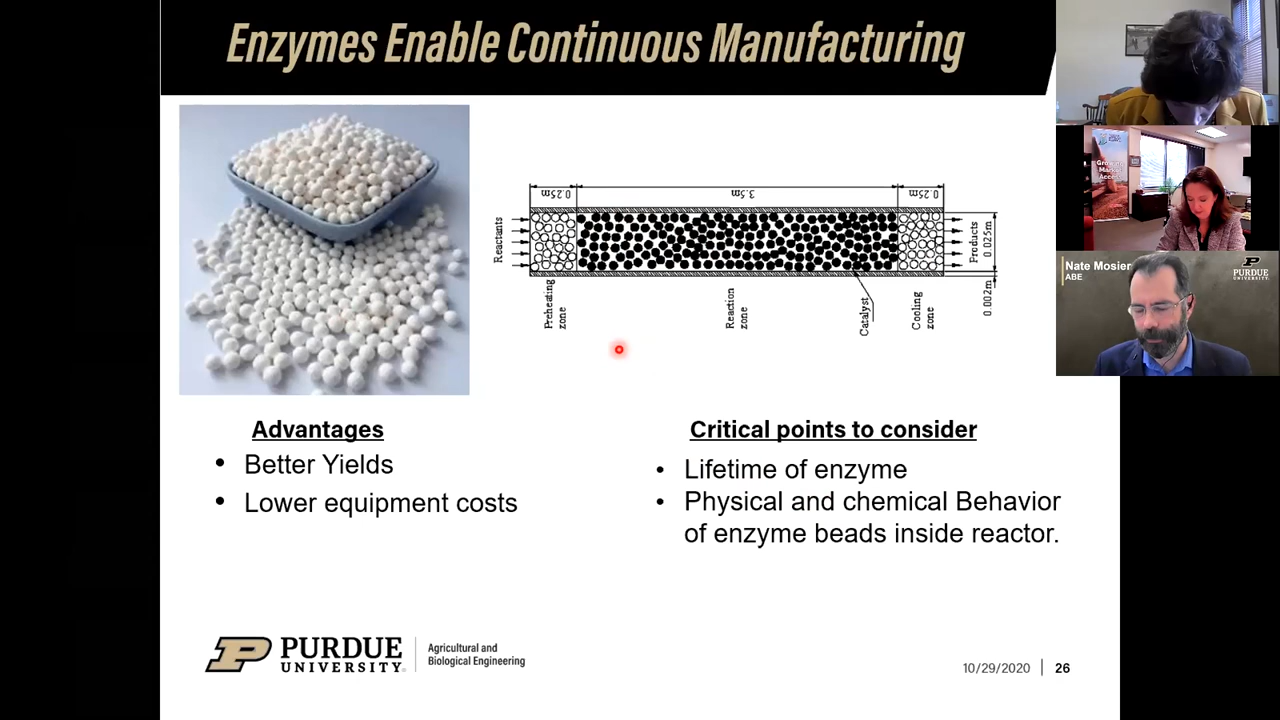 Enzymes Enable Continuous Manufacturing
0.25m
3.5m
0.25m
Reactants
Products
0.025m
0.002m
Preheating
zone
Reaction
zone
Catalyst
Cooling
zone
Advantages
• Better Yields
• Lower equipment costs
Critical points to consider
• Lifetime of enzyme
• Physical and chemical Behavior
of enzyme beads inside reactor.
PURDUE
UNIVERSITY
Agricultural and
Biological Engineering
10/29/2020
26
Nate Mosier
ABE
PURDUE
UNIVERSITY